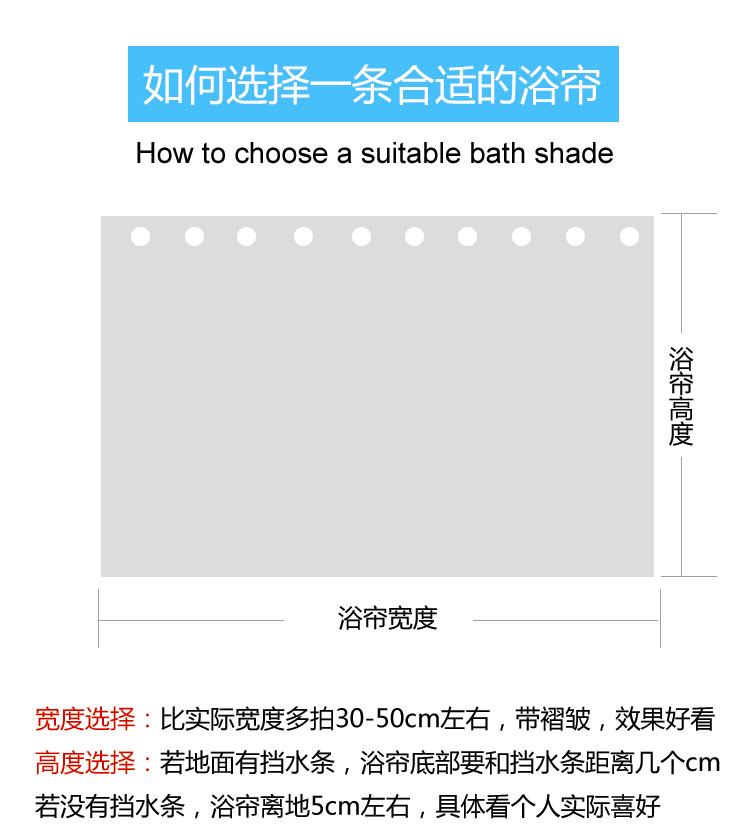 如何选择一条合适的浴帘
How to choose a suitable bath shade
浴帘高度
浴帘宽度
宽度选择：比实际宽度多拍30-50cm左右，带褶皱，效果好看
高度选择：若地面有挡水条，浴帘底部要和挡水条距离几个cm
若没有挡水条，浴帘离地5cm左右，具体看个人实际喜好